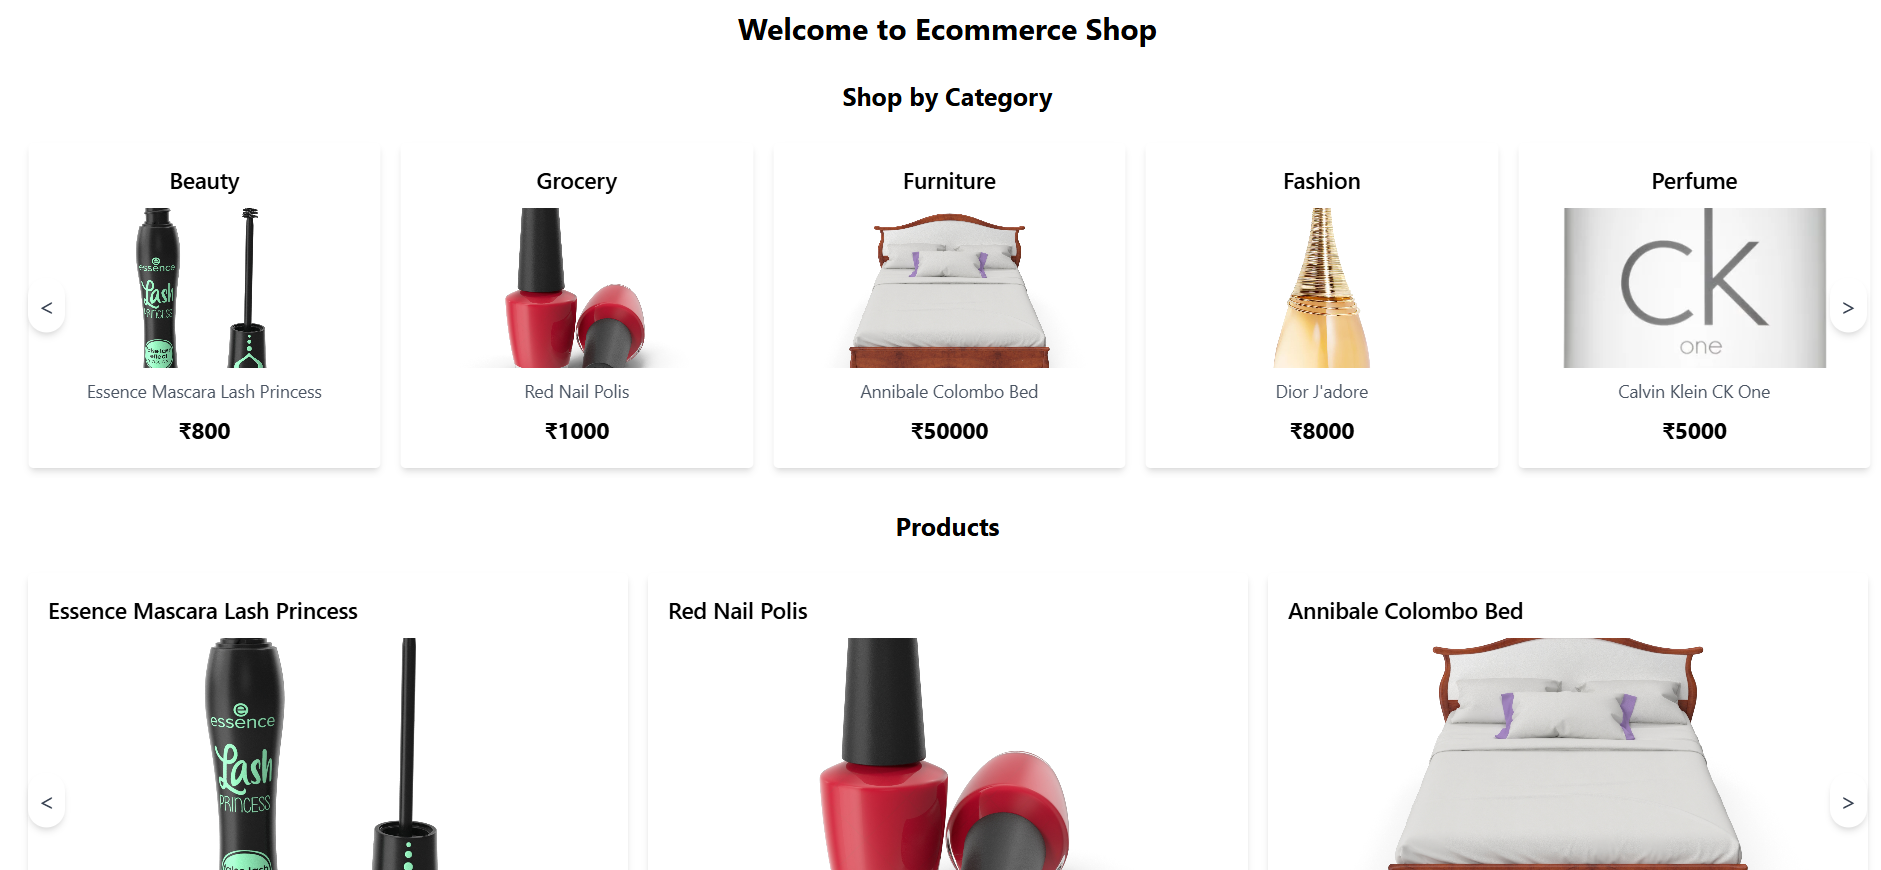 Welcome to Ecommerce Shop
Shop by Category
Beauty
Grocery
Furniture
Fashion
Perfume
essence
Lash
PRINCESS
ck
one
<
>
Essence Mascara Lash Princess
Red Nail Polis
Annibale Colombo Bed
Dior J'adore
Calvin Klein CK One
₹800
₹1000
₹50000
₹8000
₹5000
Products
Essence Mascara Lash Princess
Red Nail Polis
Annibale Colombo Bed
essence
Lash
PRINCESS
<
>